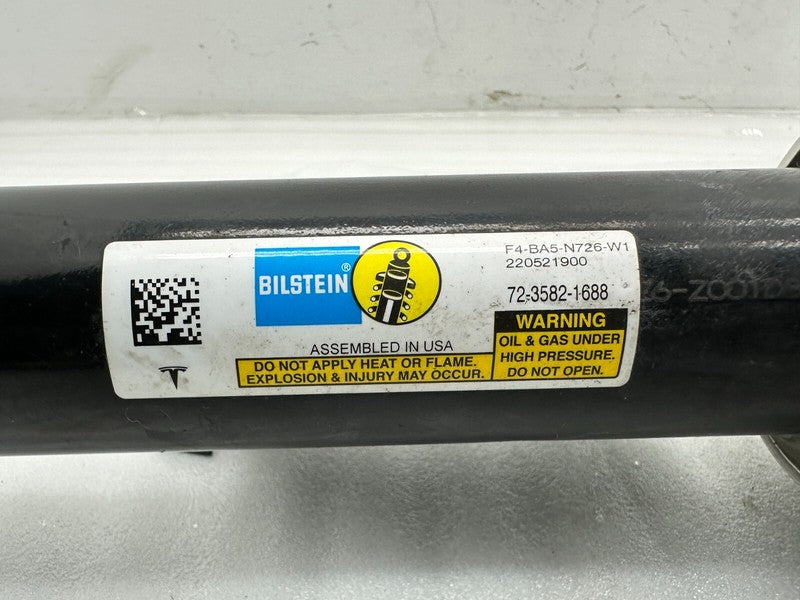 BILSTEIN®
F4-BA5-N726-W1
220521900
72-3582-1688
ASSEMBLED IN USA
DO NOT APPLY HEAT OR FLAME.
EXPLOSION & INJURY MAY OCCUR.
WARNING
OIL & GAS UNDER
HIGH PRESSURE.
DO NOT OPEN.